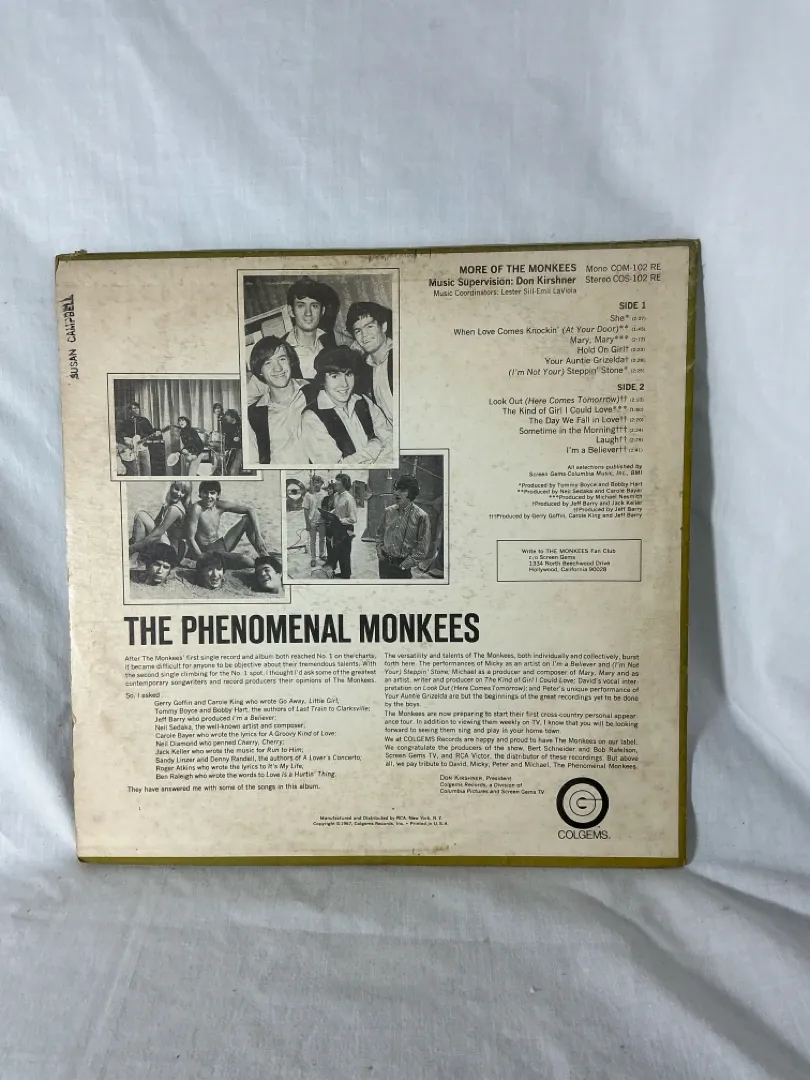 SUSAN CAMPBELL
MORE OF THE MONKEES
Music Supervision: Don Kirshner
Music Coordinators: Lester Sill-Emil LaViola
Mono COM-102 RE
Stereo COS-102 RE
SIDE 1
She* (2:27)
When Love Comes Knockin' (At Your Door)** (1:45)
Mary, Mary*** (2:12)
Hold On Girl† (2:23)
Your Auntie Grizelda† (2:28)
(I'm Not Your) Steppin' Stone* (2:25)
SIDE 2
Look Out (Here Comes Tomorrow)†† (2:10)
The Kind of Girl I Could Love*** (1:50)
The Day We Fall in Love†† (2:20)
Sometime in the Morning††† (2:24)
Laugh†† (2:25)
I'm a Believer†† (2:41)
All selections published by
Screen Gems-Columbia Music, Inc., BMI
*Produced by Tommy Boyce and Bobby Hart
**Produced by Neil Sedaka and Carole Bayer
***Produced by Michael Nesmith
†Produced by Jeff Barry and Jack Keller
††Produced by Jeff Barry
†††Produced by Gerry Goffin, Carole King and Jeff Barry
Write to THE MONKEES Fan Club
c/o Screen Gems
1334 North Beechwood Drive
Hollywood, California 90028
THE PHENOMENAL MONKEES
After The Monkees' first single record and album both reached No. 1 on the charts,
it became difficult for anyone to be objective about their tremendous talents. With
the second single climbing for the No. 1 spot, I thought I'd ask some of the greatest
contemporary songwriters and record producers their opinions of The Monkees.
So, I asked
Gerry Goffin and Carole King who wrote Go Away, Little Girl;
Tommy Boyce and Bobby Hart, the authors of Last Train to Clarksville;
Jeff Barry who produced I'm a Believer;
Neil Sedaka, the well-known artist and composer;
Carole Bayer who wrote the lyrics for A Groovy Kind of Love;
Neil Diamond who penned Cherry, Cherry;
Jack Keller who wrote the music for Run to Him;
Sandy Linzer and Denny Randell, the authors of A Lover's Concerto;
Roger Atkins who wrote the lyrics to It's My Life;
Ben Raleigh who wrote the words to Love Is a Hurtin' Thing.
They have answered me with some of the songs in this album.
The versatility and talents of The Monkees, both individually and collectively, burst
forth here. The performances of Micky as an artist on I'm a Believer and (I'm Not
Your) Steppin' Stone; Michael as a producer and composer of Mary, Mary and as
an artist, writer and producer on The Kind of Girl I Could Love; David's vocal inter-
pretation on Look Out (Here Comes Tomorrow); and Peter's unique performance of
Your Auntie Grizelda are but the beginnings of the great recordings yet to be done
by the boys.
The Monkees are now preparing to start their first cross-country personal appear-
ance tour. In addition to viewing them weekly on TV, I know that you will be looking
forward to seeing them sing and play in your home town.
We at COLGEMS Records are happy and proud to have The Monkees on our label.
We congratulate the producers of the show, Bert Schneider and Bob Rafelson,
Screen Gems TV, and RCA Victor, the distributor of these recordings. But above
all, we pay tribute to David, Micky, Peter and Michael, The Phenomenal Monkees.
DON KIRSHNER, President
Colgems Records, a Division of
Columbia Pictures and Screen Gems TV
COLGEMS
Manufactured and Distributed by RCA, New York, N. Y.
Copyright ©1967, Colgems Records, Inc. • Printed in U.S.A.